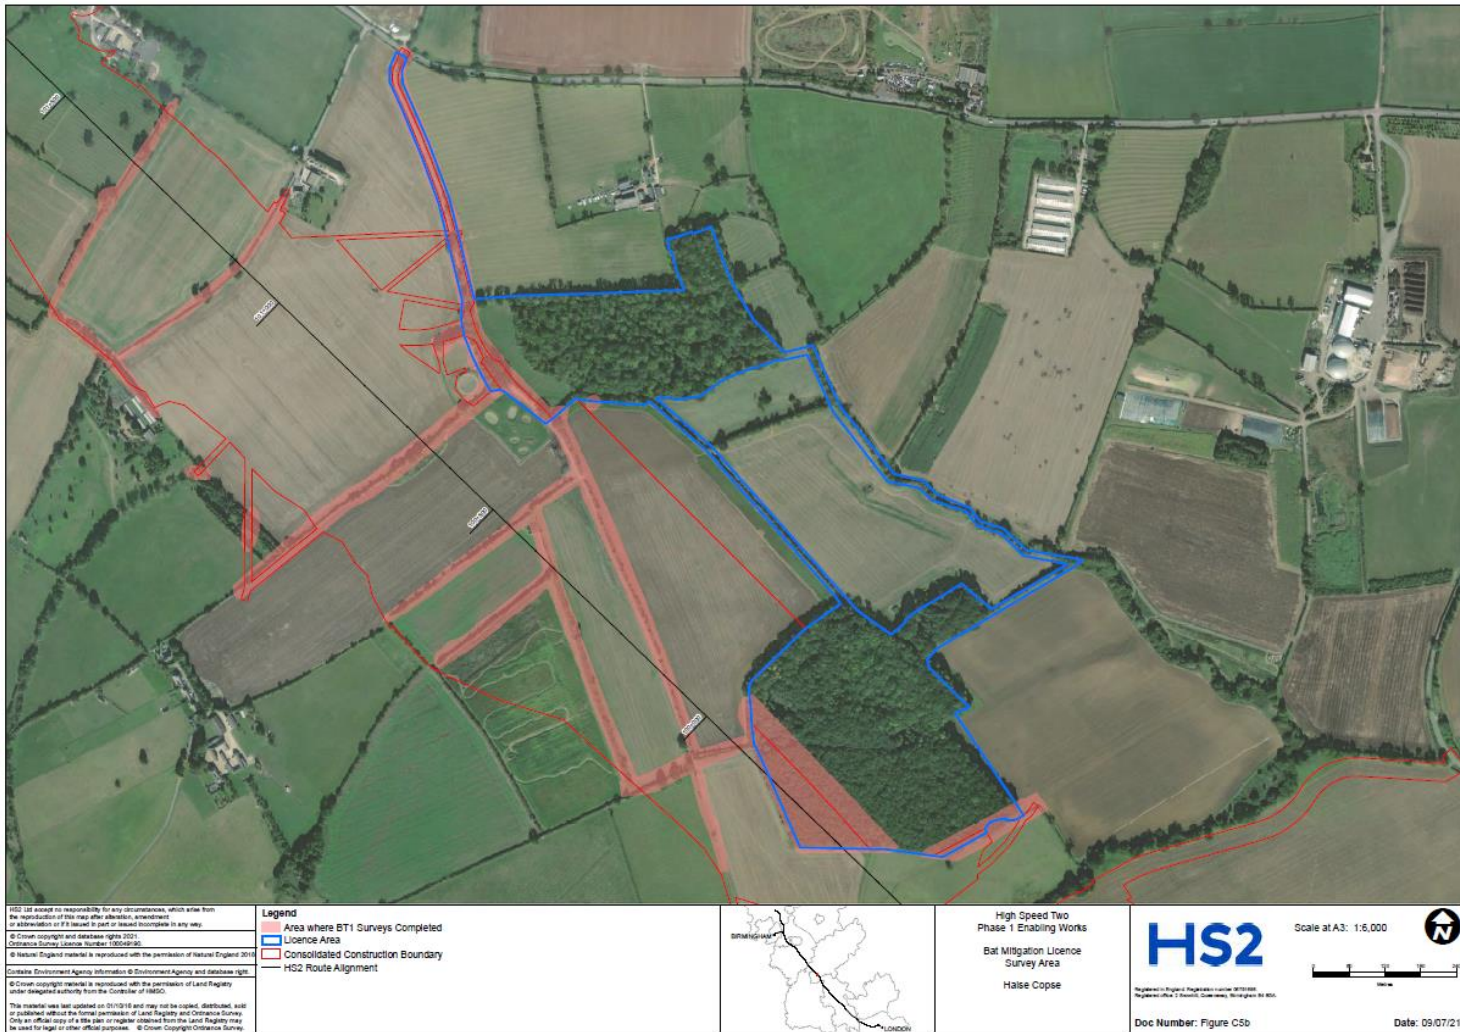 HS2 Ltd accept no responsibility for any circumstances, which arise from
the reproduction of this map after alteration, amendment
or abbreviation or if it issued in part or issued incomplete in any way.
© Crown copyright and database rights 2021.
Ordnance Survey Licence Number 100049190.
© Natural England material is reproduced with the permission of Natural England 2016
Contains Environment Agency information © Environment Agency and database right.
© Crown copyright material is reproduced with the permission of Land Registry
under delegated authority from the Controller of HMSO.
This material was last updated on 01/10/16 and may not be copied, distributed, sold
or published without the formal permission of Land Registry and Ordnance Survey.
Only an official copy of a title plan or register obtained from the Land Registry may
be used for legal or other official purposes. © Crown Copyright Ordnance Survey.
Legend
Area where BT1 Surveys Completed
Licence Area
Consolidated Construction Boundary
HS2 Route Alignment
BIRMINGHAM
LONDON
High Speed Two
Phase 1 Enabling Works
Bat Mitigation Licence
Survey Area
Halse Copse
HS2
Scale at A3: 1:6,000
N
Metres
Doc Number: Figure C5b
Date: 09/07/21